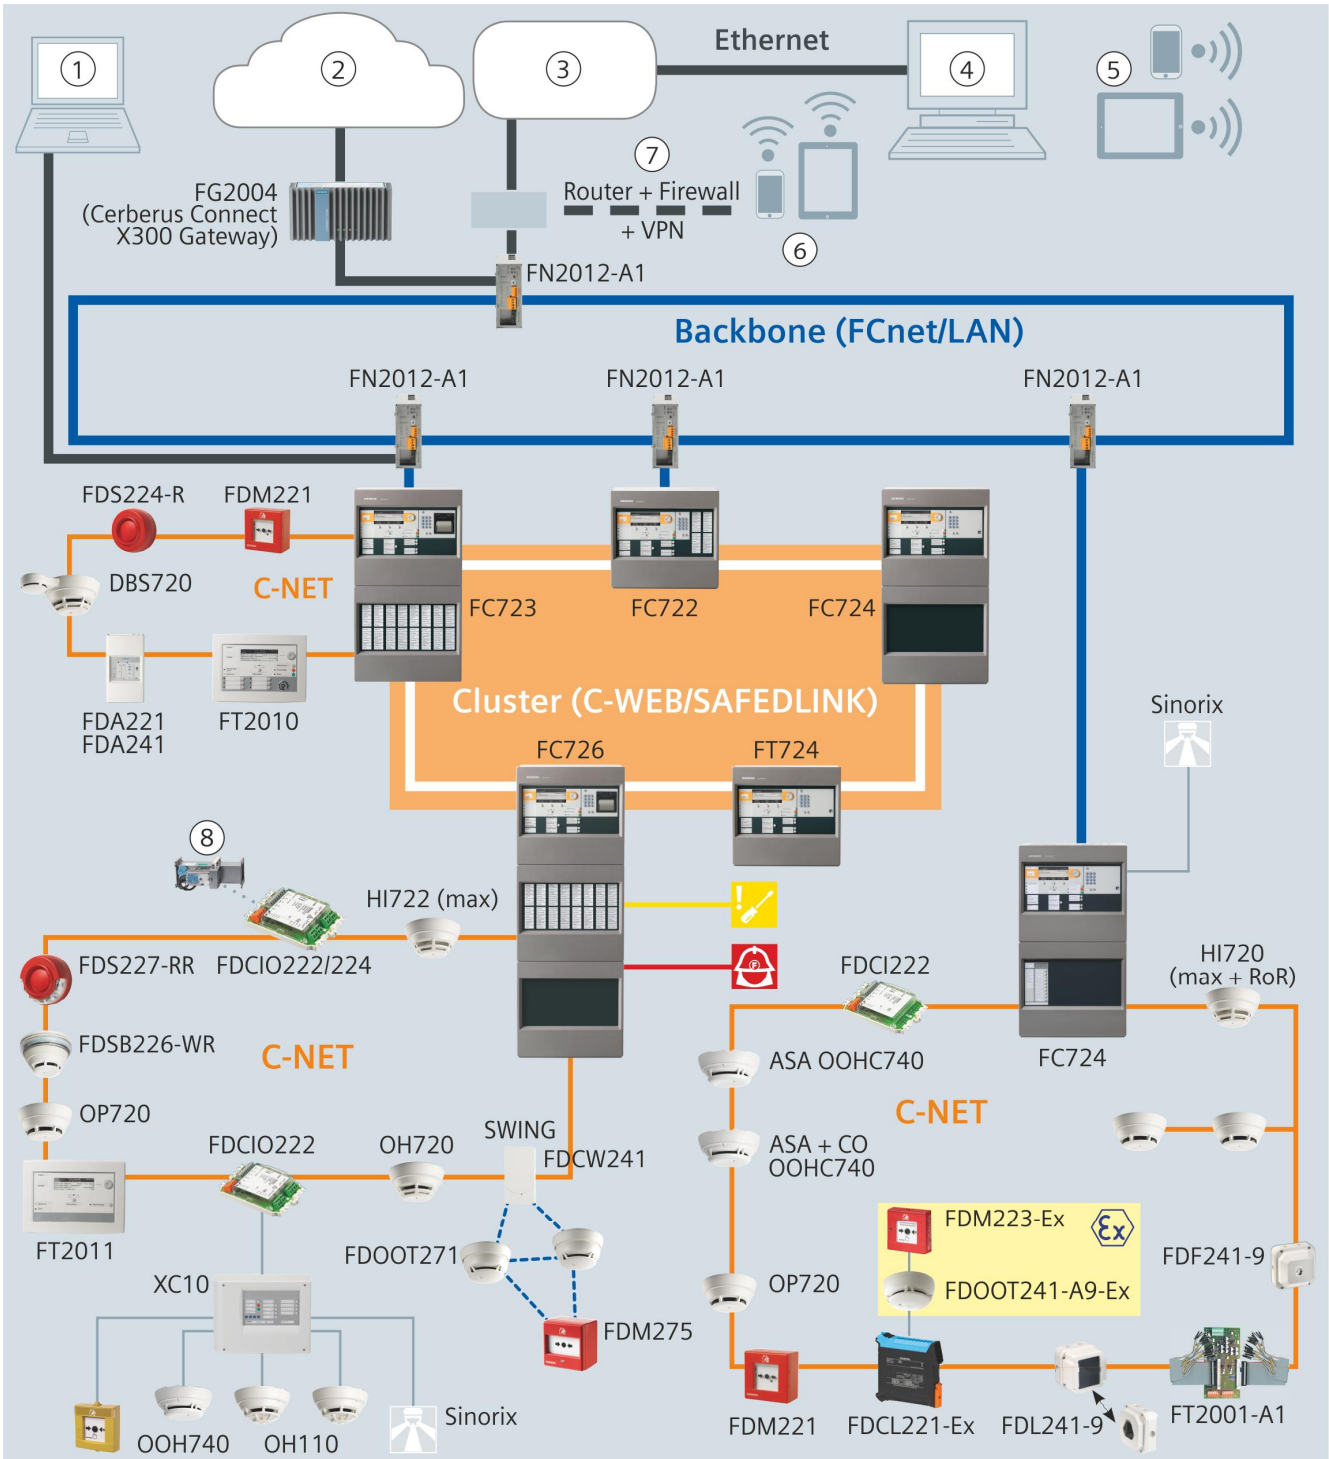 1
2
3
Ethernet
4
5
7
Router + Firewall
+ VPN
6
FG2004
(Cerberus Connect
X300 Gateway)
FN2012-A1
Backbone (FCnet/LAN)
FN2012-A1
FN2012-A1
FN2012-A1
FDS224-R
FDM221
DBS720
C-NET
FC723
FC722
FC724
FDA221
FDA241
FT2010
Cluster (C-WEB/SAFEDLINK)
Sinorix
FC726
FT724
8
HI722 (max)
FDS227-RR
FDCIO222/224
F
FDCI222
HI720
(max + RoR)
FDSB226-WR
C-NET
ASA OOHC740
FC724
OP720
C-NET
FDCIO222
OH720
SWING
FDCW241
ASA + CO
OOHC740
FT2011
FDOOT271
FDM223-Ex
Ex
FDF241-9
XC10
OP720
FDOOT241-A9-Ex
FDM275
OOH740
OH110
Sinorix
FDM221
FDCL221-Ex
FDL241-9
FT2001-A1